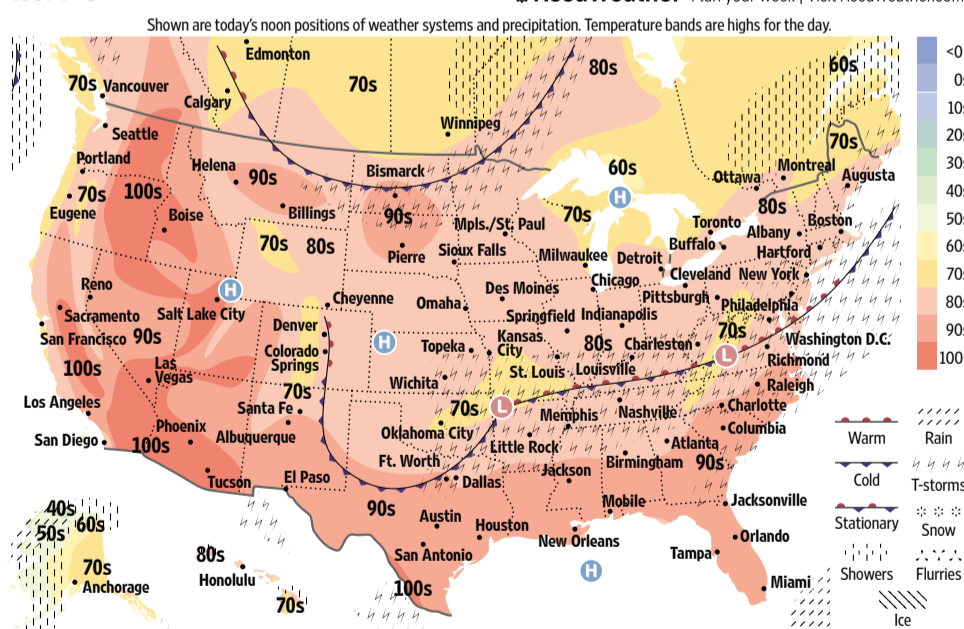 Shown are today's noon positions of weather systems and precipitation. Temperature bands are highs for the day.
Edmonton
70s
80s
60s
<0
70s
Vancouver
Calgary
Winnipeg
Seattle
70s
Portland
Helena
90s
Bismarck
60s
Ottawa
Montreal
Augusta
70s
100s
Eugene
Boise
Billings
90s
70s
80s
H
Mpls./St. Paul
Toronto
Albany
Boston
70s
80s
Pierre
Sioux Falls
Milwaukee
Detroit
Buffalo
Hartford
Reno
H
Cheyenne
Omaha
Des Moines
Chicago
Cleveland
New York
Sacramento
Salt Lake City
Springfield
Indianapolis
Pittsburgh
Philadelphia
San Francisco
90s
Denver
H
Topeka
Kansas
City
80s
Charleston
70s
Washington D.C.
100s
Las
Vegas
Colorado
Springs
St. Louis
Louisville
L
Richmond
Los Angeles
70s
Wichita
Raleigh
Santa Fe
70s
L
Memphis
Nashville
Charlotte
San Diego
Phoenix
100s
Albuquerque
Oklahoma City
Little Rock
Atlanta
Columbia
Ft. Worth
Birmingham
90s
Tucson
El Paso
Dallas
Jackson
90s
Austin
Houston
Mobile
Jacksonville
New Orleans
Orlando
San Antonio
H
Tampa
100s
Miami
40s
60s
50s
70s
Anchorage
80s
Honolulu
70s
60s
70s
80s
90s
100
Warm
Rain
Cold
T-storms
Stationary
Snow
Showers
Flurries
Ice